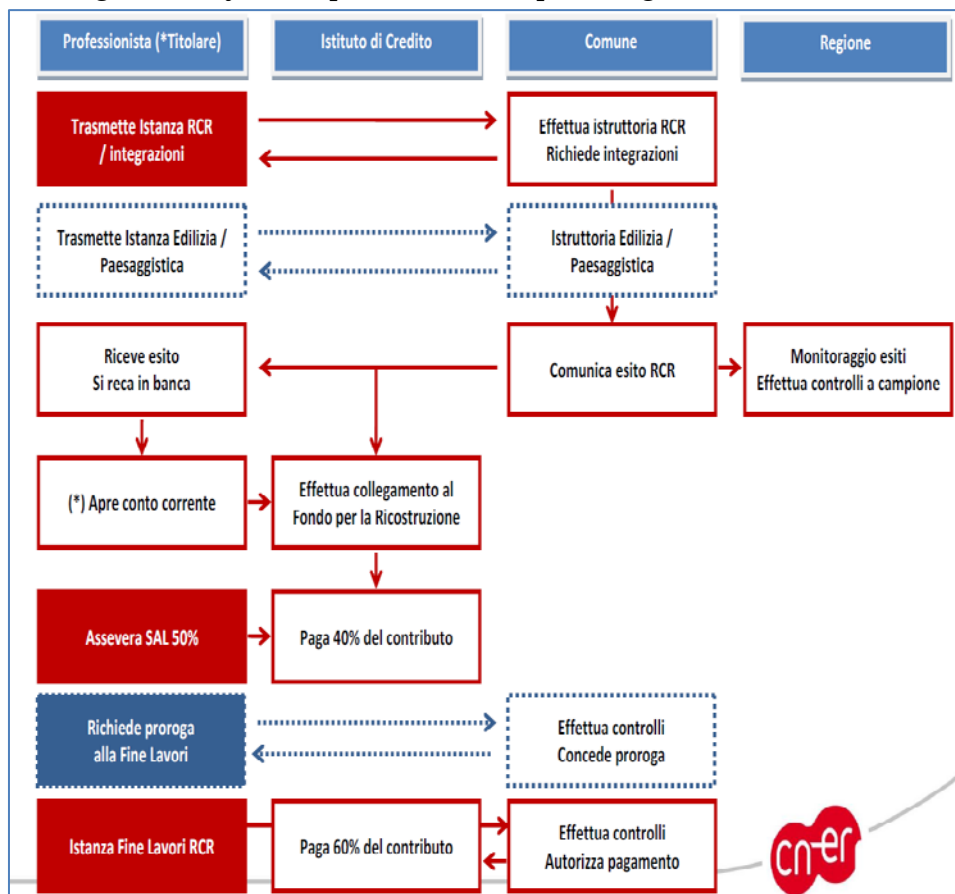 Professionista (*Titolare)
Istituto di Credito
Comune
Regione
Trasmette Istanza RCR
/ integrazioni
Effettua istruttoria RCR
Richiede integrazioni
Trasmette Istanza Edilizia /
Paesaggistica
Istruttoria Edilizia /
Paesaggistica
Riceve esito
Si reca in banca
Comunica esito RCR
Monitoraggio esiti
Effettua controlli a campione
(*) Apre conto corrente
Effettua collegamento al
Fondo per la Ricostruzione
Assevera SAL 50%
Paga 40% del contributo
Richiede proroga
alla Fine Lavori
Effettua controlli
Concede proroga
Istanza Fine Lavori RCR
Paga 60% del contributo
Effettua controlli
Autorizza pagamento
cn-er